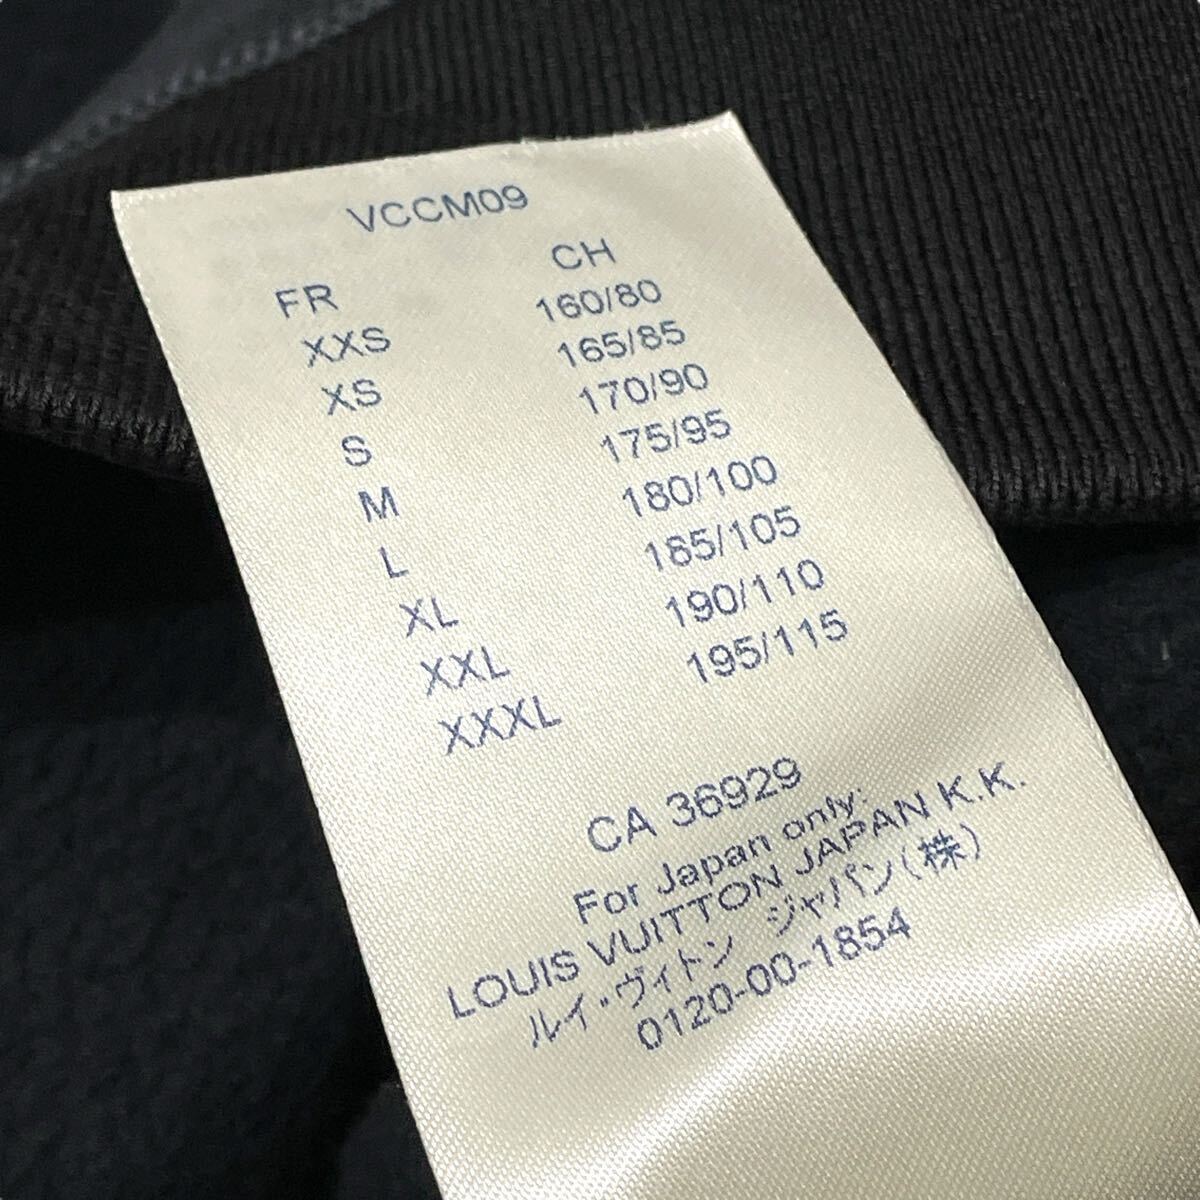 VCCM09
FR CH
XXS 160/80
XS 165/85
S 170/90
M 175/95
L 180/100
XL 185/105
XXL 190/110
XXXL 195/115
CA 36929
For Japan only:
LOUIS VUITTON JAPAN K.K.
ルイ・ヴィトン ジャパン(株)
0120-00-1854